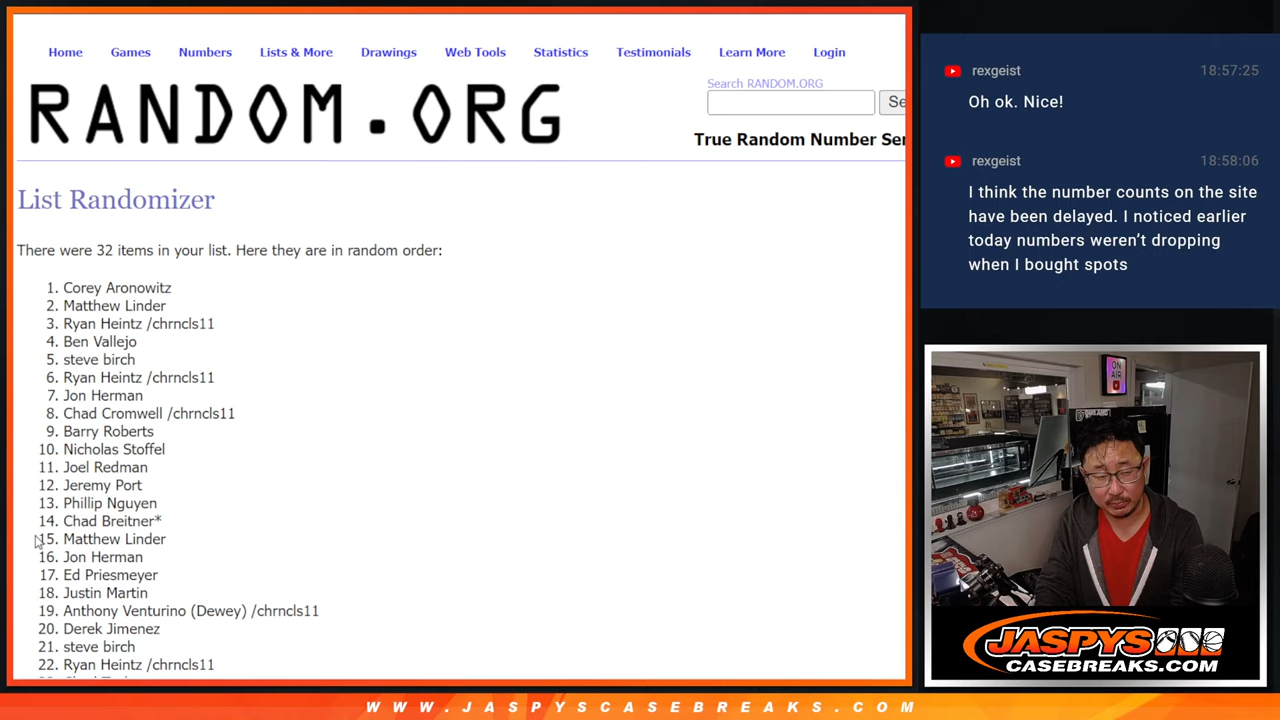 Home Games Numbers Lists & More Drawings Web Tools Statistics Testimonials Learn More Login
RANDOM.ORG
Search RANDOM.ORG
Se
True Random Number Ser
List Randomizer
There were 32 items in your list. Here they are in random order:
1. Corey Aronowitz
2. Matthew Linder
3. Ryan Heintz /chrncls11
4. Ben Vallejo
5. steve birch
6. Ryan Heintz /chrncls11
7. Jon Herman
8. Chad Cromwell /chrncls11
9. Barry Roberts
10. Nicholas Stoffel
11. Joel Redman
12. Jeremy Port
13. Phillip Nguyen
14. Chad Breitner*
15. Matthew Linder
16. Jon Herman
17. Ed Priesmeyer
18. Justin Martin
19. Anthony Venturino (Dewey) /chrncls11
20. Derek Jimenez
21. steve birch
22. Ryan Heintz /chrncls11
rexgeist 18:57:25
Oh ok. Nice!
rexgeist 18:58:06
I think the number counts on the site
have been delayed. I noticed earlier
today numbers weren't dropping
when I bought spots
ON
AIR
JASPYS
CASEBREAKS.COM
WWW.JASPYSCASEBREAKS.COM